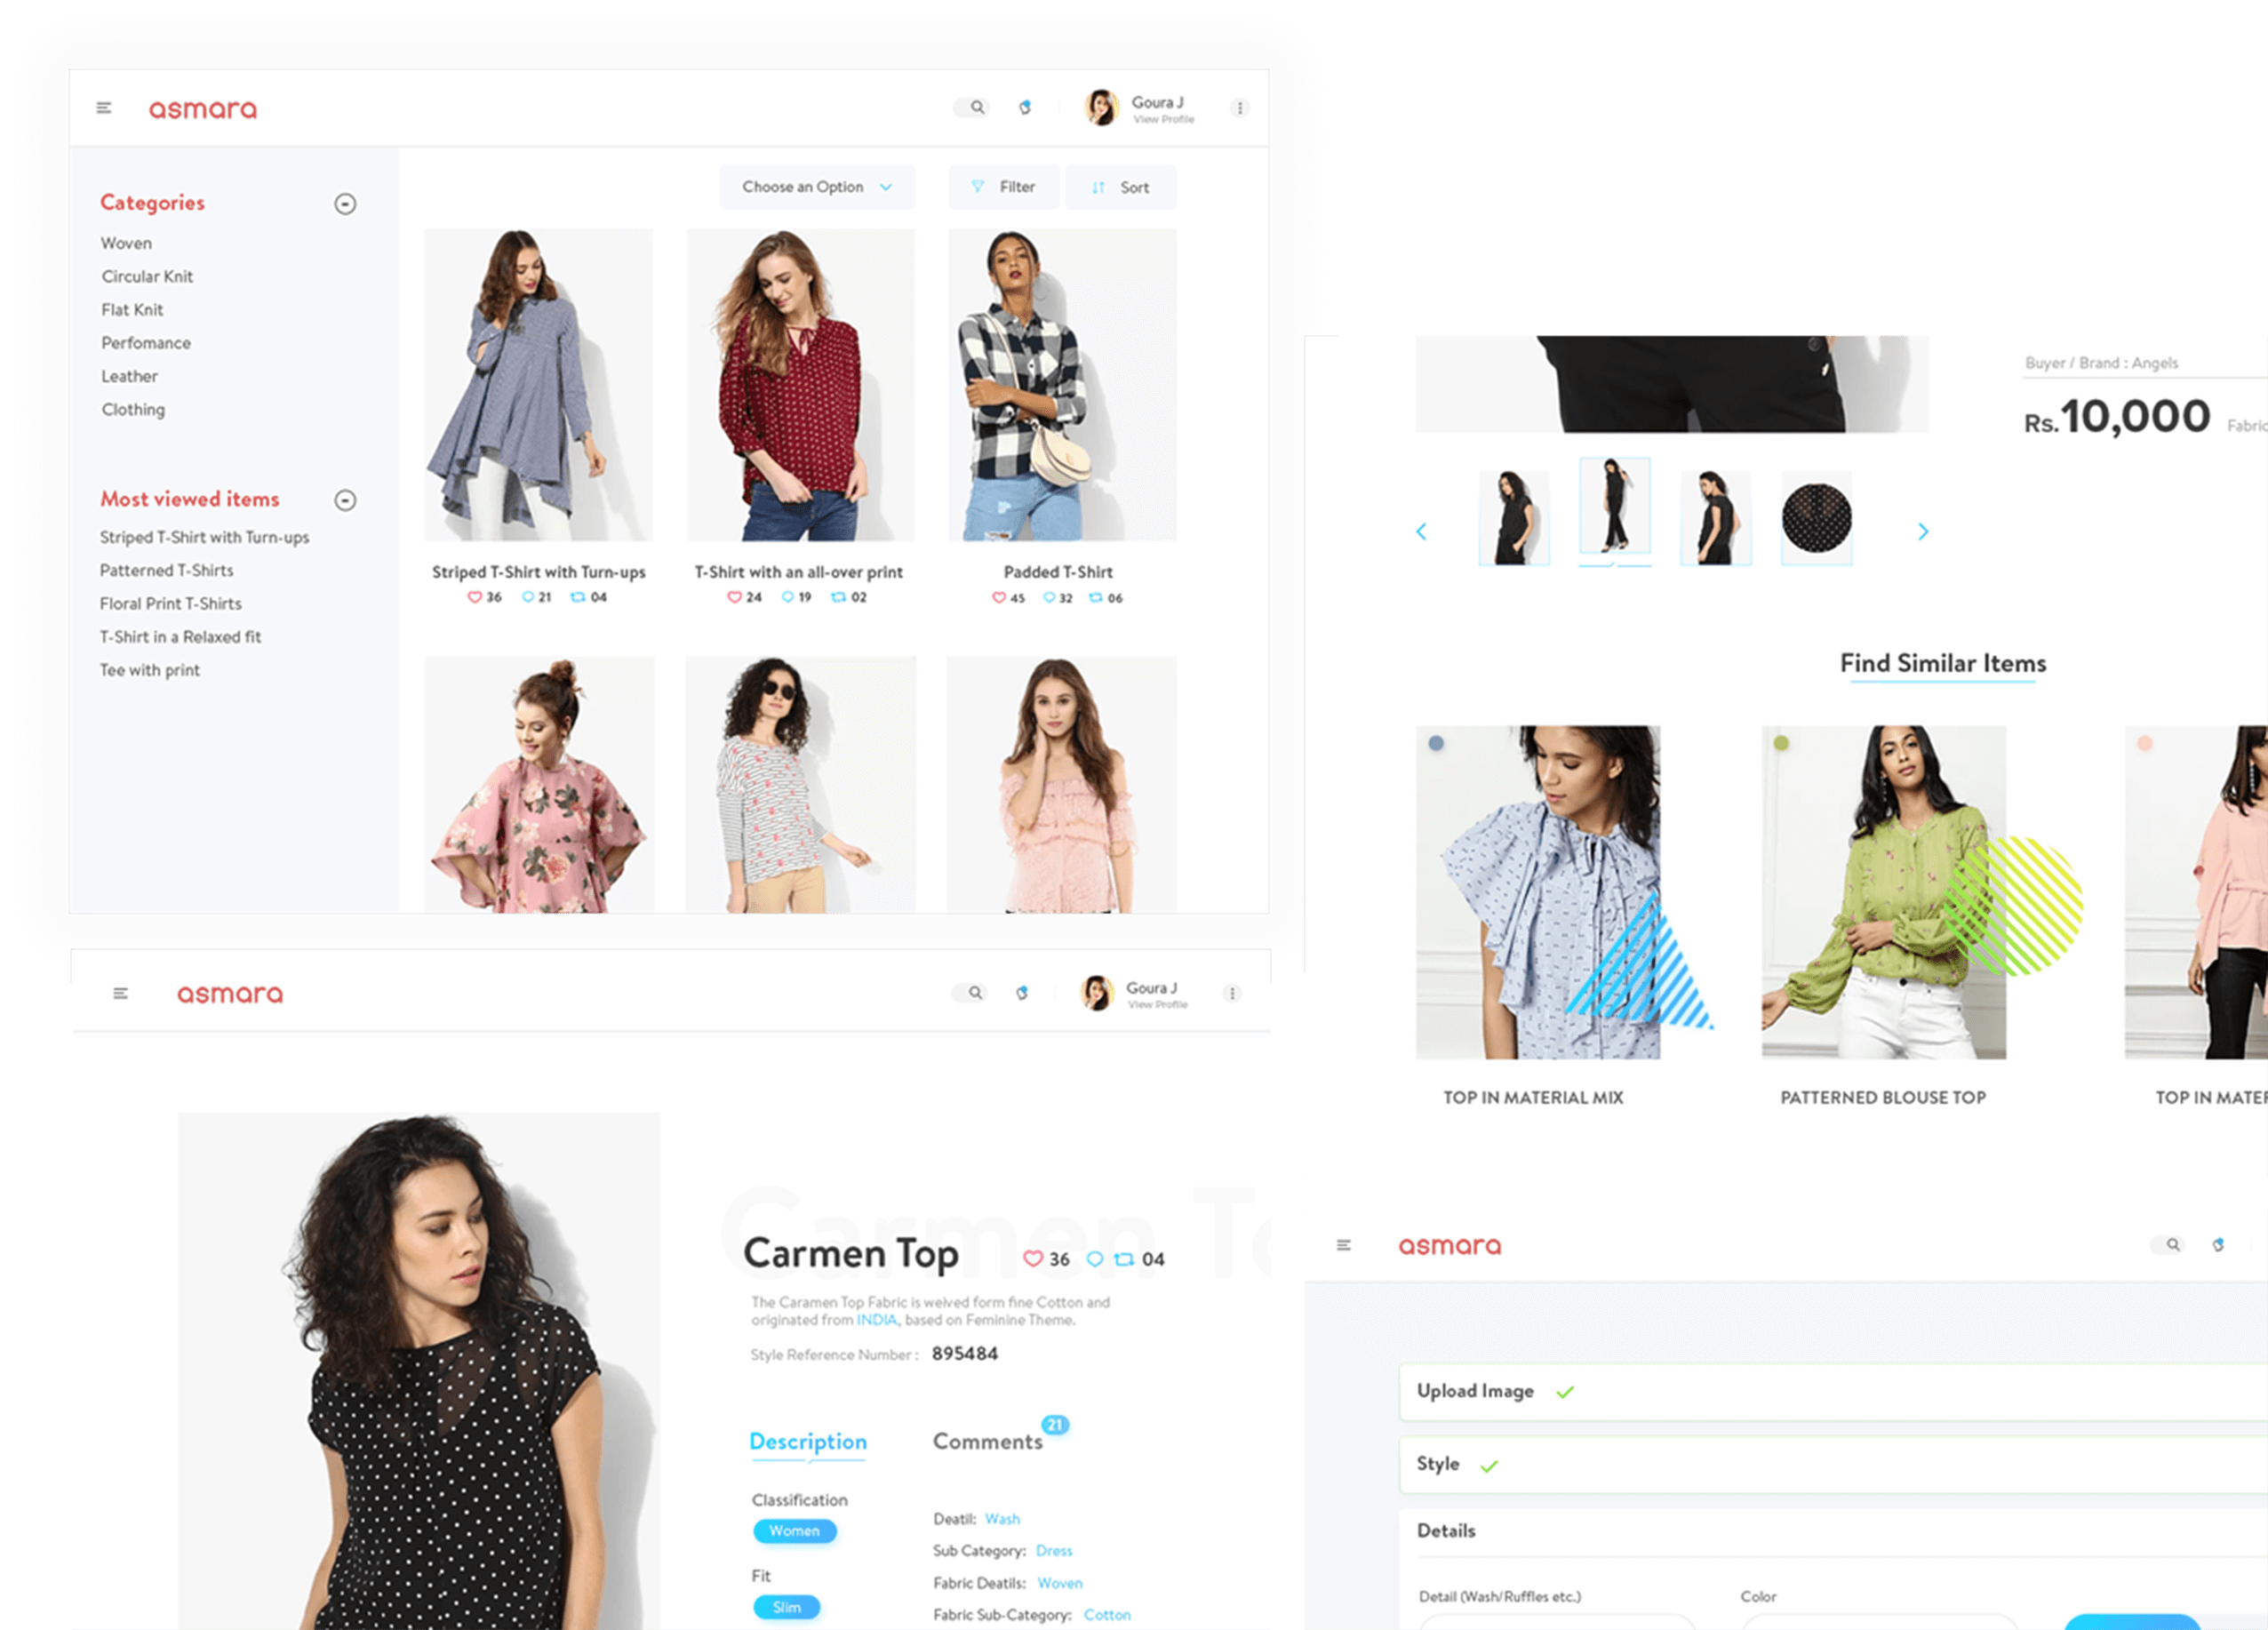 asmara
Goura J
View Profile
Choose an Option
Filter
Sort
Categories
Woven
Circular Knit
Flat Knit
Perfomance
Leather
Clothing
Most viewed items
Striped T-Shirt with Turn-ups
Patterned T-Shirts
Floral Print T-Shirts
T-Shirt in a Relaxed fit
Tee with print
Striped T-Shirt with Turn-ups
36 21 04
T-Shirt with an all-over print
24 19 02
Padded T-Shirt
45 32 06
Buyer / Brand : Angels
Rs.10,000 Fabric
Find Similar Items
TOP IN MATERIAL MIX
PATTERNED BLOUSE TOP
TOP IN MATER
asmara
Goura J
View Profile
Carmen To
Carmen Top 36 04
The Caramen Top Fabric is welved form fine Cotton and
originated from INDIA, based on Feminine Theme.
Style Reference Number : 895484
Description
Comments 21
Classification
Women
Fit
Slim
Deatil: Wash
Sub Category: Dress
Fabric Deatils: Woven
Fabric Sub-Category: Cotton
asmara
Upload Image
Style
Details
Detail (Wash/Ruffles etc.)
Color